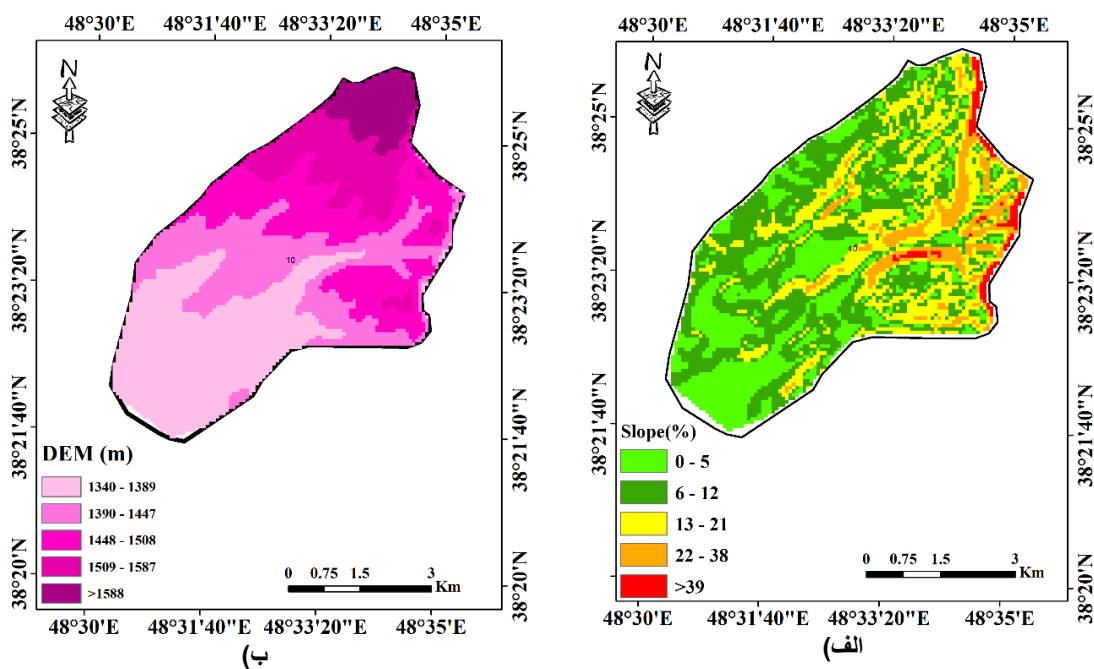 48°30'E 48°31'40"E 48°33'20"E 48°35'E
N
38°25'N
38°23'20"N
38°21'40"N
38°20'N
38°25'N
38°23'20"N
38°21'40"N
38°20'N
10
DEM (m)
1340 - 1389
1390 - 1447
1448 - 1508
1509 - 1587
>1588
0 0.75 1.5 3
Km
48°30'E 48°31'40"E 48°33'20"E 48°35'E
ب)
48°30'E 48°31'40"E 48°33'20"E 48°35'E
N
38°25'N
38°23'20"N
38°21'40"N
38°20'N
38°25'N
38°23'20"N
38°21'40"N
38°20'N
40
Slope(%)
0 - 5
6 - 12
13 - 21
22 - 38
>39
0 0.75 1.5 3
Km
48°30'E 48°31'40"E 48°33'20"E 48°35'E
الف)